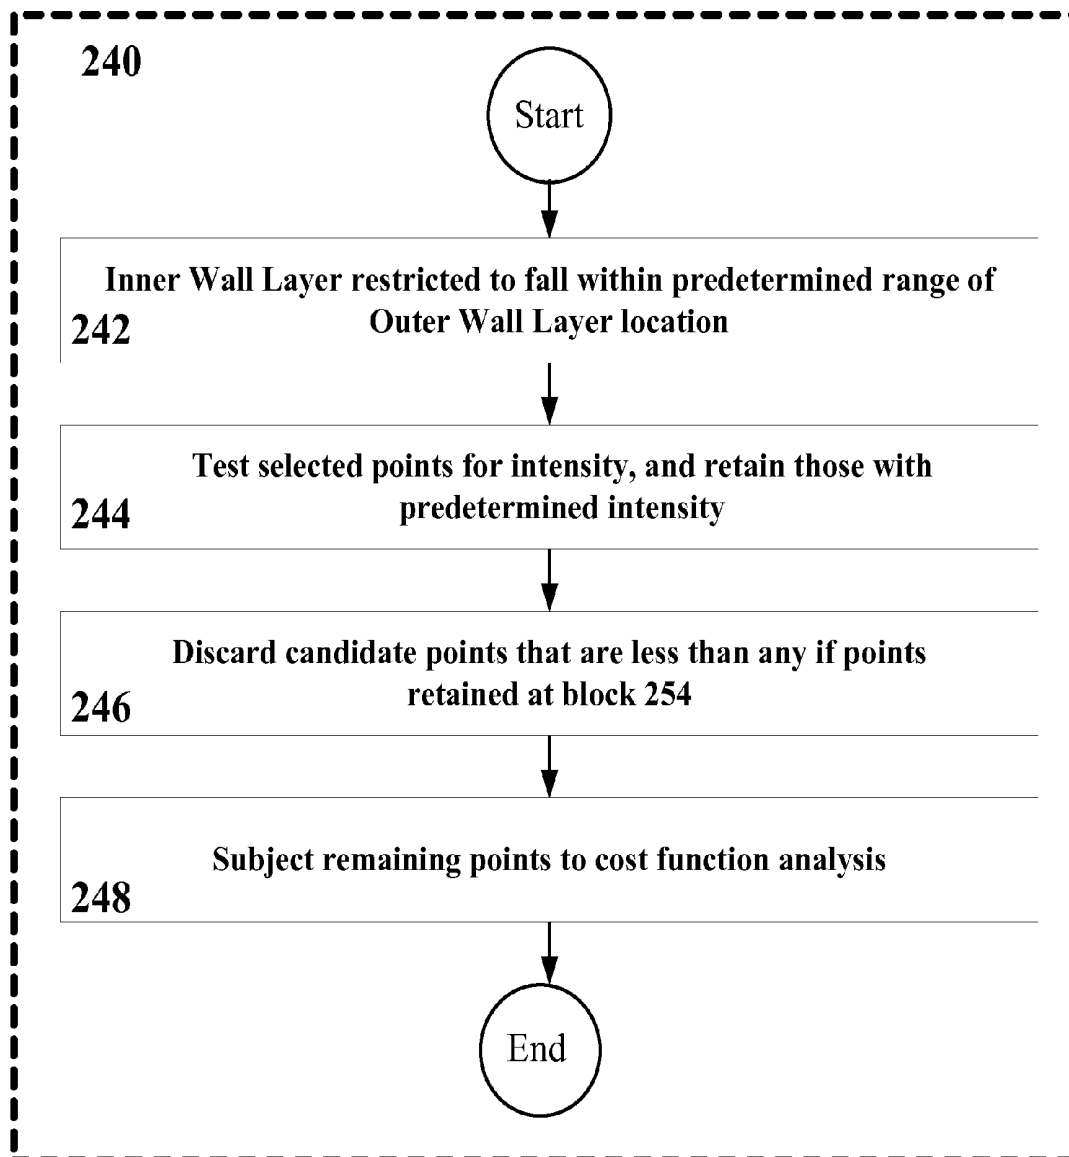 240
Start
Inner Wall Layer restricted to fall within predetermined range of
Outer Wall Layer location
242
Test selected points for intensity, and retain those with
predetermined intensity
244
Discard candidate points that are less than any if points
retained at block 254
246
Subject remaining points to cost function analysis
248
End